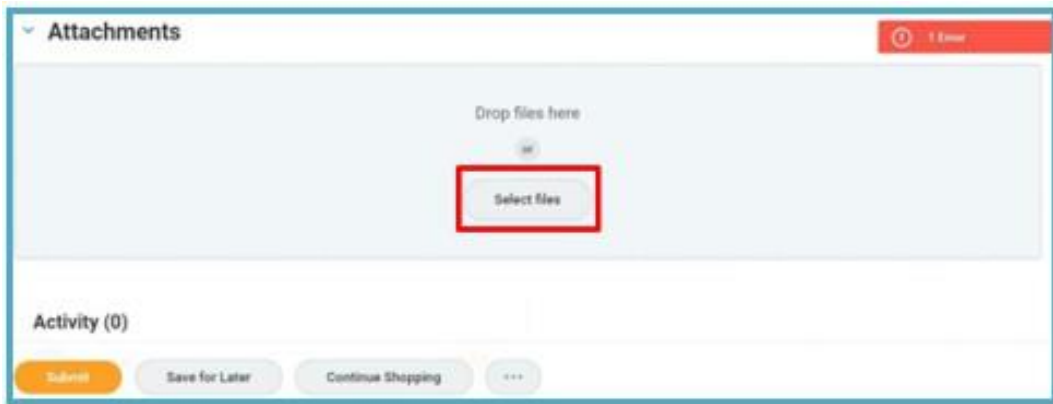 Attachments
1 Error
Drop files here
or
Select files
Activity (0)
Submit
Save for Later
Continue Shopping